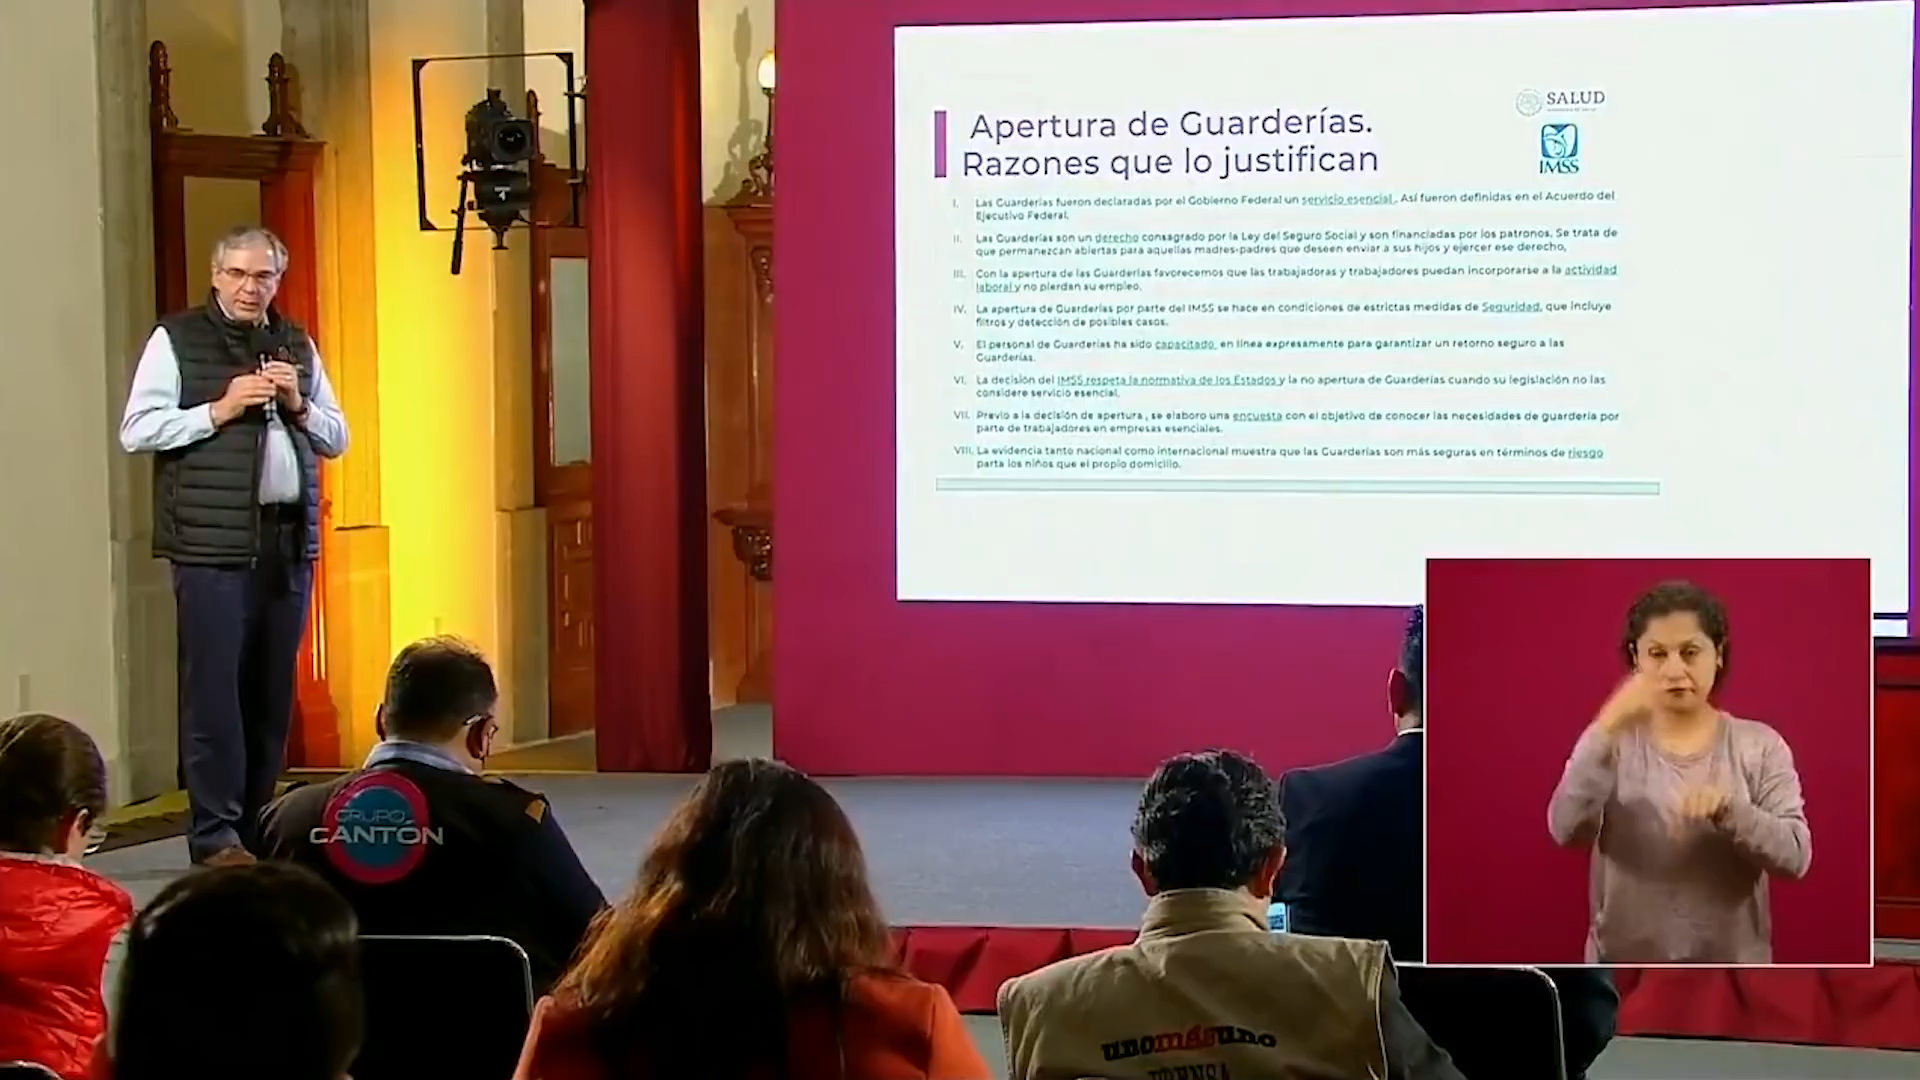 Apertura de Guarderías.
Razones que lo justifican
SALUD
IMSS
I. Las Guarderías fueron declaradas por el Gobierno Federal un servicio esencial . Así fueron definidas en el Acuerdo del
Ejecutivo Federal.
II. Las Guarderías son un derecho consagrado por la Ley del Seguro Social y son financiadas por los patronos. Se trata de
que permanezcan abiertas para aquellas madres-padres que deseen enviar a sus hijos y ejercer ese derecho,
III. Con la apertura de las Guarderías favorecemos que las trabajadoras y trabajadores puedan incorporarse a la actividad
laboral y no pierdan su empleo.
IV. La apertura de Guarderías por parte del IMSS se hace en condiciones de estrictas medidas de Seguridad, que incluye
filtros y detección de posibles casos.
V. El personal de Guarderías ha sido capacitado en línea expresamente para garantizar un retorno seguro a las
Guarderías.
VI. La decisión del IMSS respeta la normativa de los Estados y la no apertura de Guarderías cuando su legislación no las
considere servicio esencial.
VII. Previo a la decisión de apertura , se elaboro una encuesta con el objetivo de conocer las necesidades de guardería por
parte de trabajadores en empresas esenciales.
VIII. La evidencia tanto nacional como internacional muestra que las Guarderías son más seguras en términos de riesgo
parta los niños que el propio domicilio.
GRUPO
CANTÓN
unomásuno
PRENSA